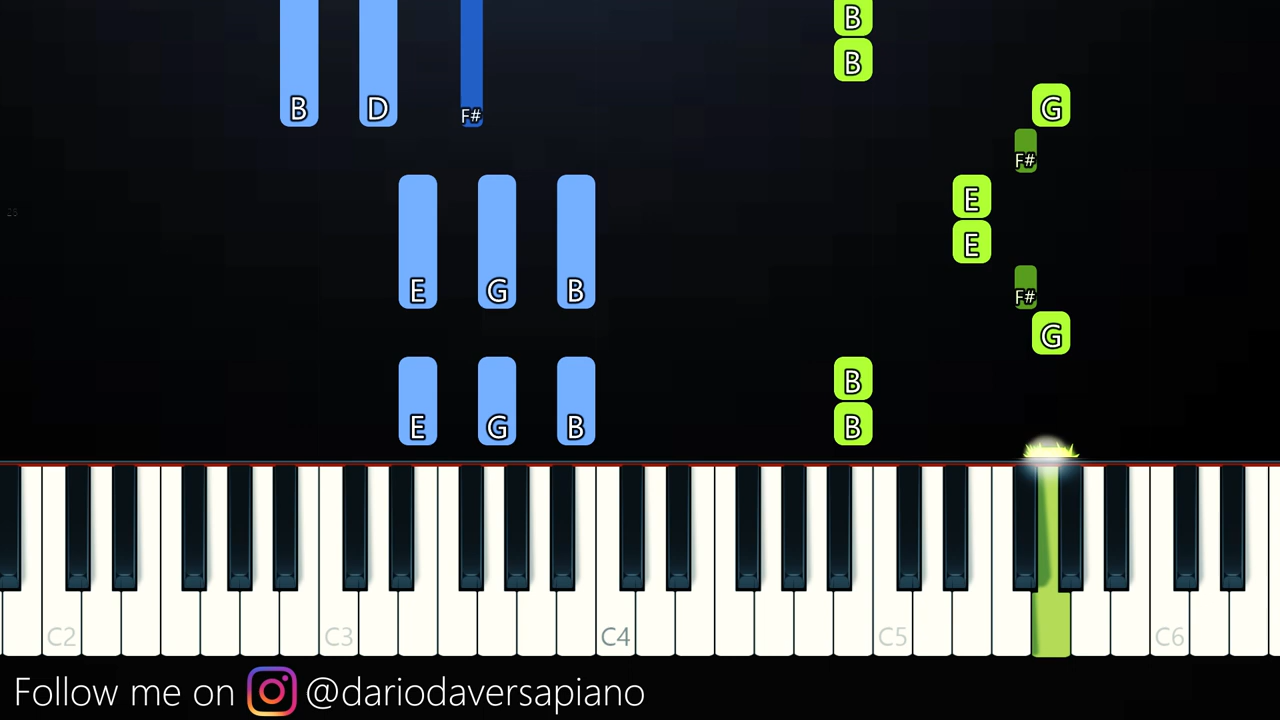 B
B
B D F#
G
F#
E
E G B E
F#
G
B
E G B B
C2 C3 C4 C5 C6
Follow me on @dariodaversapiano